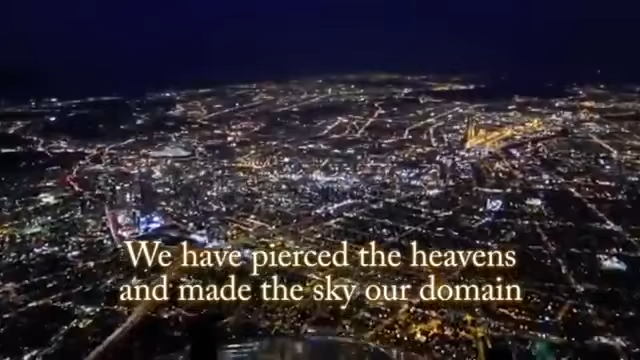 We have pierced the heavens
and made the sky our domain